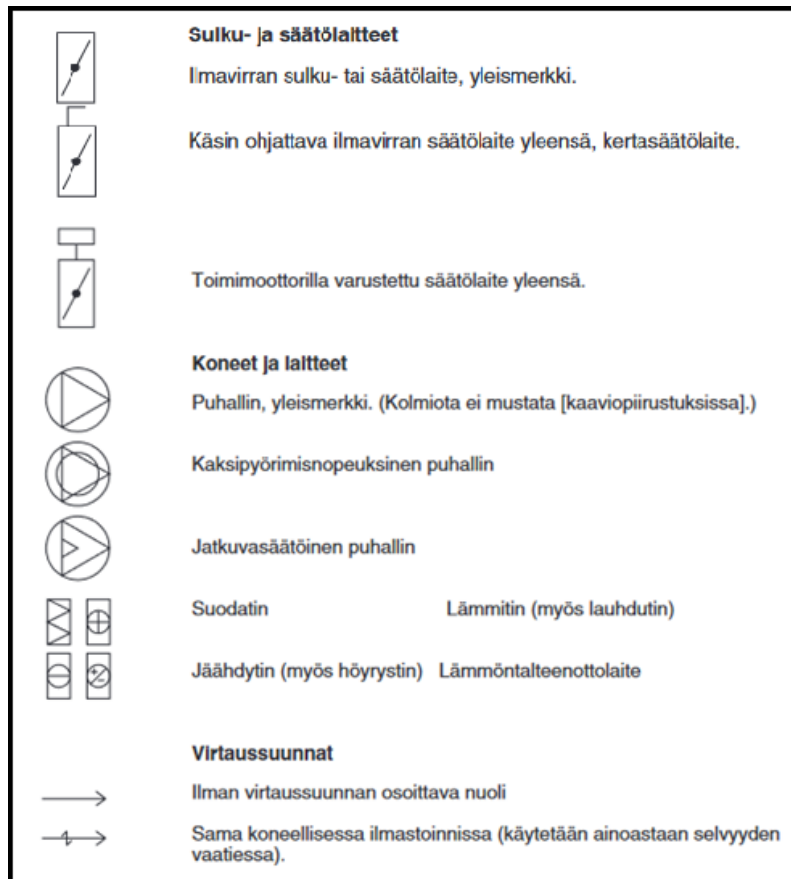 Sulku- ja säätölaitteet
Ilmavirran sulku- tai säätölaite, yleismerkki.
Käsin ohjattava ilmavirran säätölaite yleensä, kertasäätölaite.
Toimimoottorilla varustettu säätölaite yleensä.
Koneet ja laitteet
Puhallin, yleismerkki. (Kolmiota ei mustata [kaaviopiirustuksissa].)
Kaksipyörimisnopeuksinen puhallin
Jatkuvasäätöinen puhallin
Suodatin Lämmitin (myös lauhdutin)
Jäähdytin (myös höyrystin) Lämmöntalteenottolaite
Virtaussuunnat
Ilman virtaussuunnan osoittava nuoli
Sama koneellisessa ilmastoinnissa (käytetään ainoastaan selvyyden
vaatiessa).